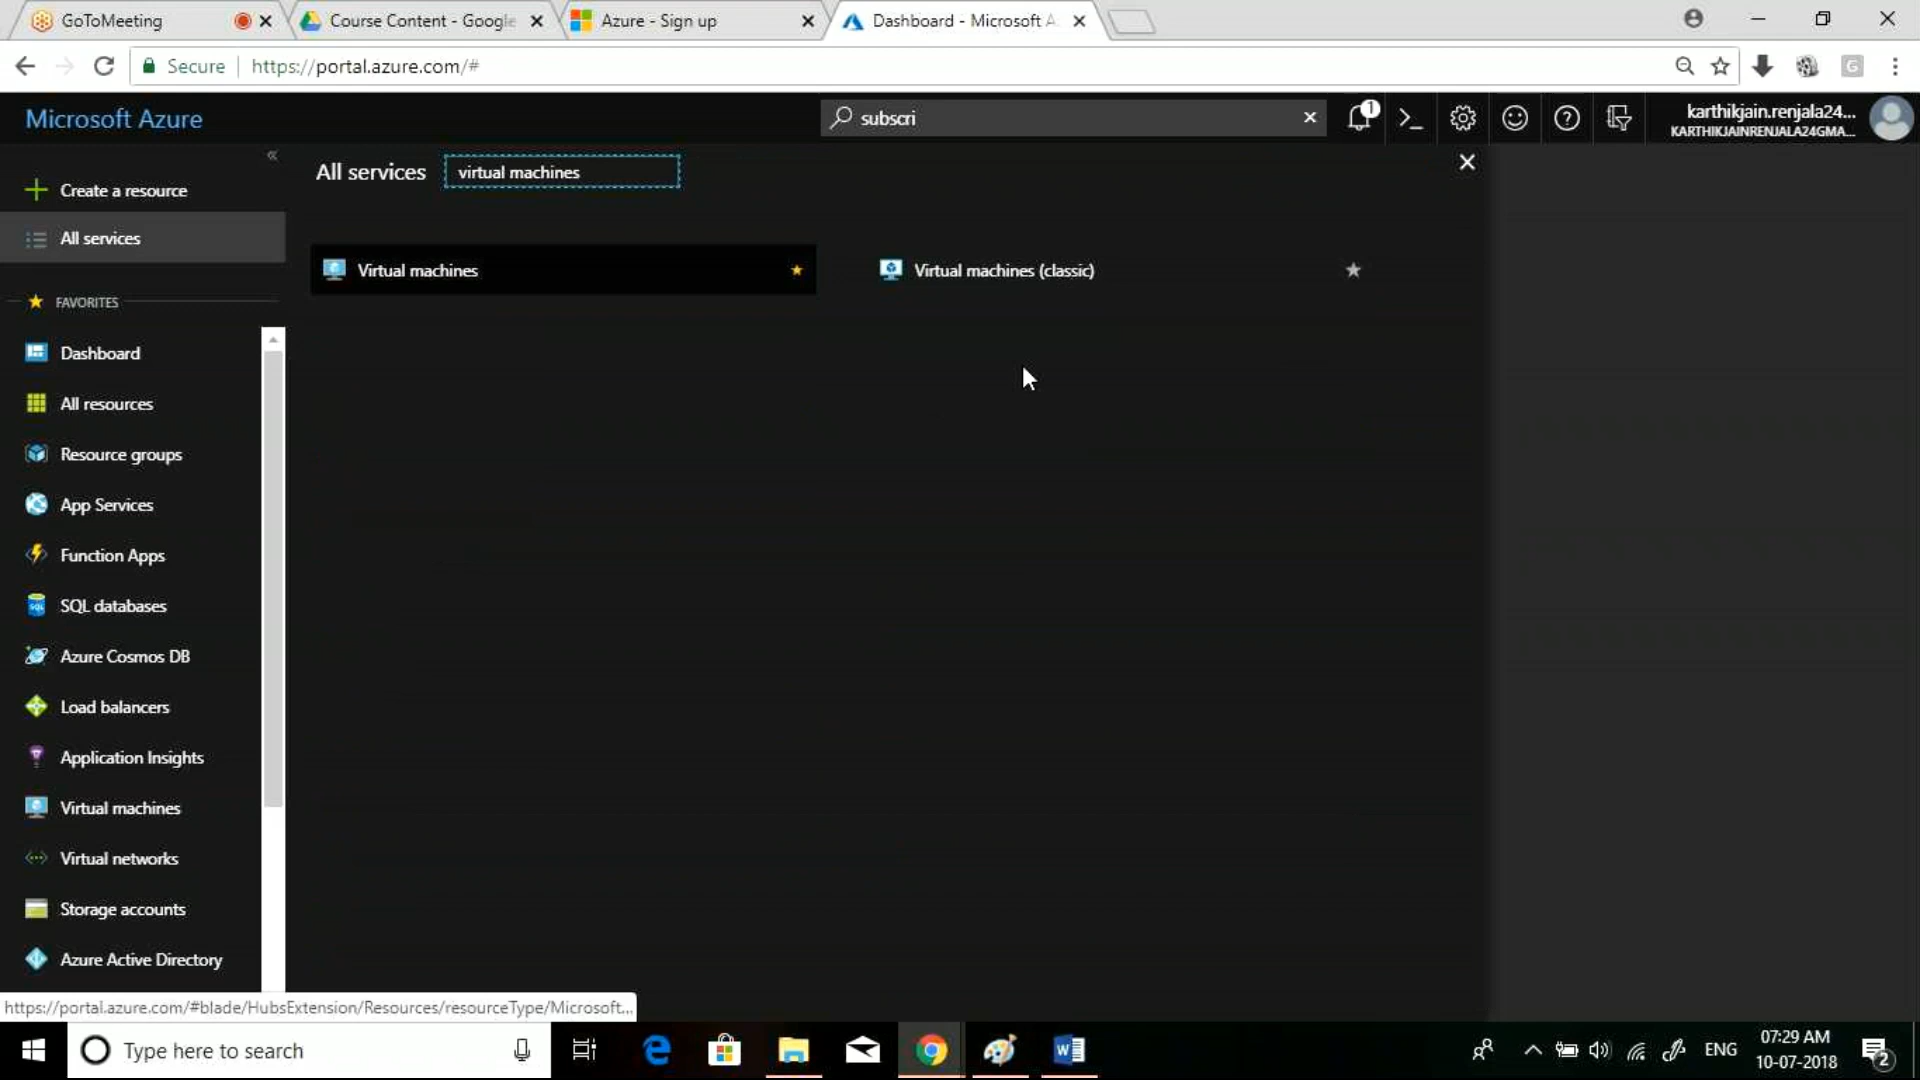 GoToMeeting
Course Content - Google
Azure - Sign up
Dashboard - Microsoft A
Secure
https://portal.azure.com/#
G
Microsoft Azure
subscri
1
karthikjain.renjala24...
KARTHIKJAINRENJALA24GMA...
All services
virtual machines
Create a resource
All services
Virtual machines
Virtual machines (classic)
FAVORITES
Dashboard
All resources
Resource groups
App Services
Function Apps
SQL databases
Azure Cosmos DB
Load balancers
Application Insights
Virtual machines
Virtual networks
Storage accounts
Azure Active Directory
https://portal.azure.com/#blade/HubsExtension/Resources/resourceType/Microsoft...
Type here to search
ENG
07:29 AM
10-07-2018
2